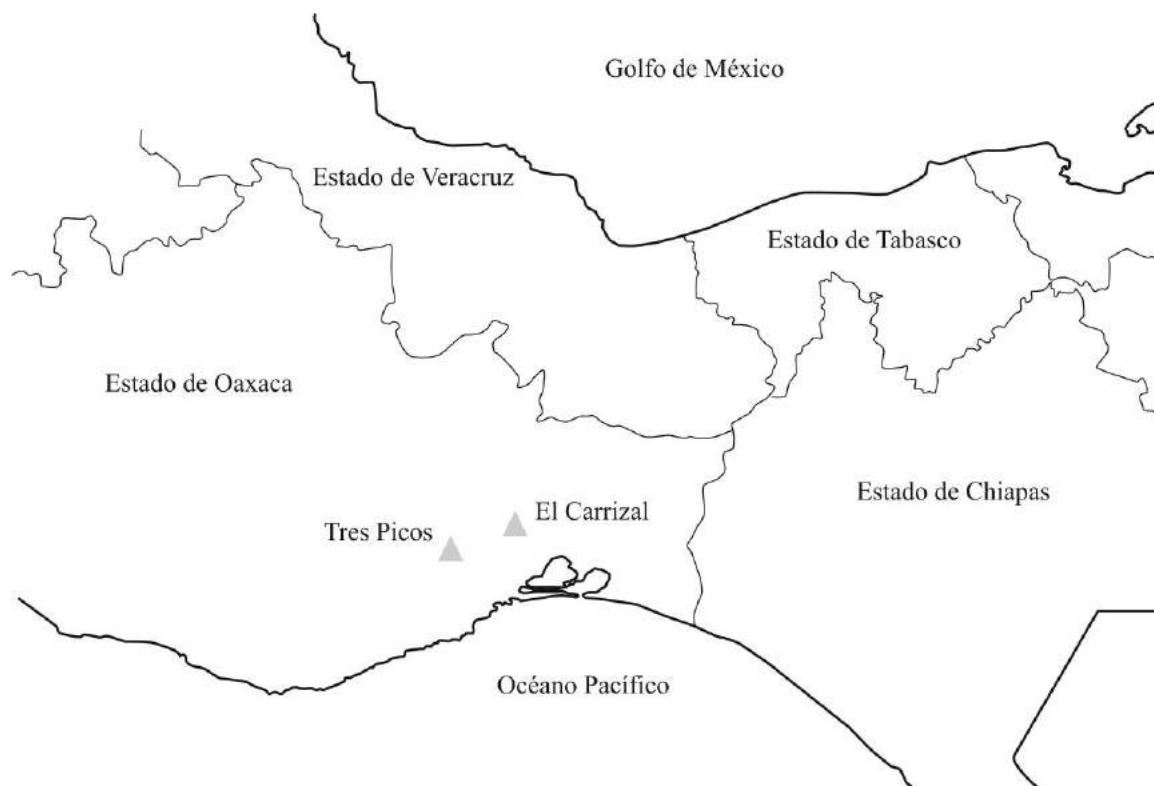 Golfo de México
Estado de Veracruz
Estado de Tabasco
Estado de Oaxaca
Estado de Chiapas
El Carrizal
Tres Picos
Océano Pacífico